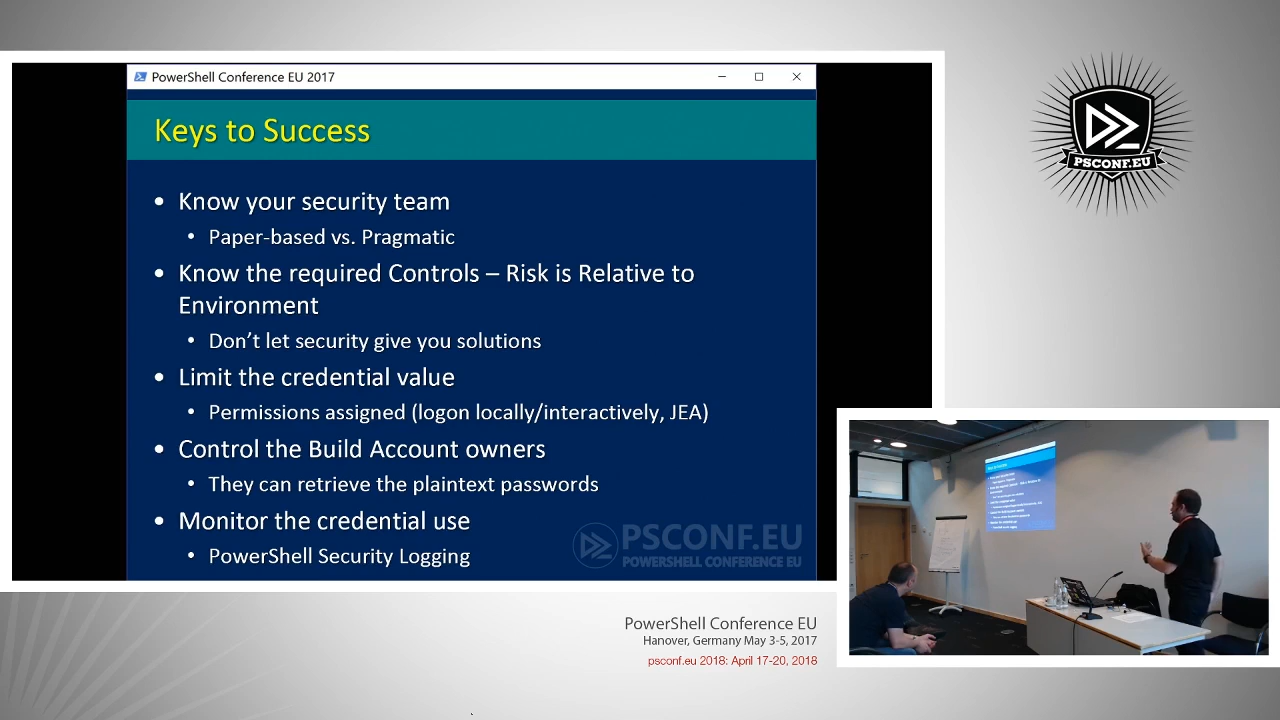 PowerShell Conference EU 2017
Keys to Success
• Know your security team
• Paper-based vs. Pragmatic
• Know the required Controls – Risk is Relative to
Environment
• Don't let security give you solutions
• Limit the credential value
• Permissions assigned (logon locally/interactively, JEA)
• Control the Build Account owners
• They can retrieve the plaintext passwords
• Monitor the credential use
• PowerShell Security Logging
PSCONF.EU
POWERSHELL CONFERENCE EU
PSCONF.EU
Keys to Success
PowerShell Conference EU
Hanover, Germany May 3-5, 2017
psconf.eu 2018: April 17-20, 2018